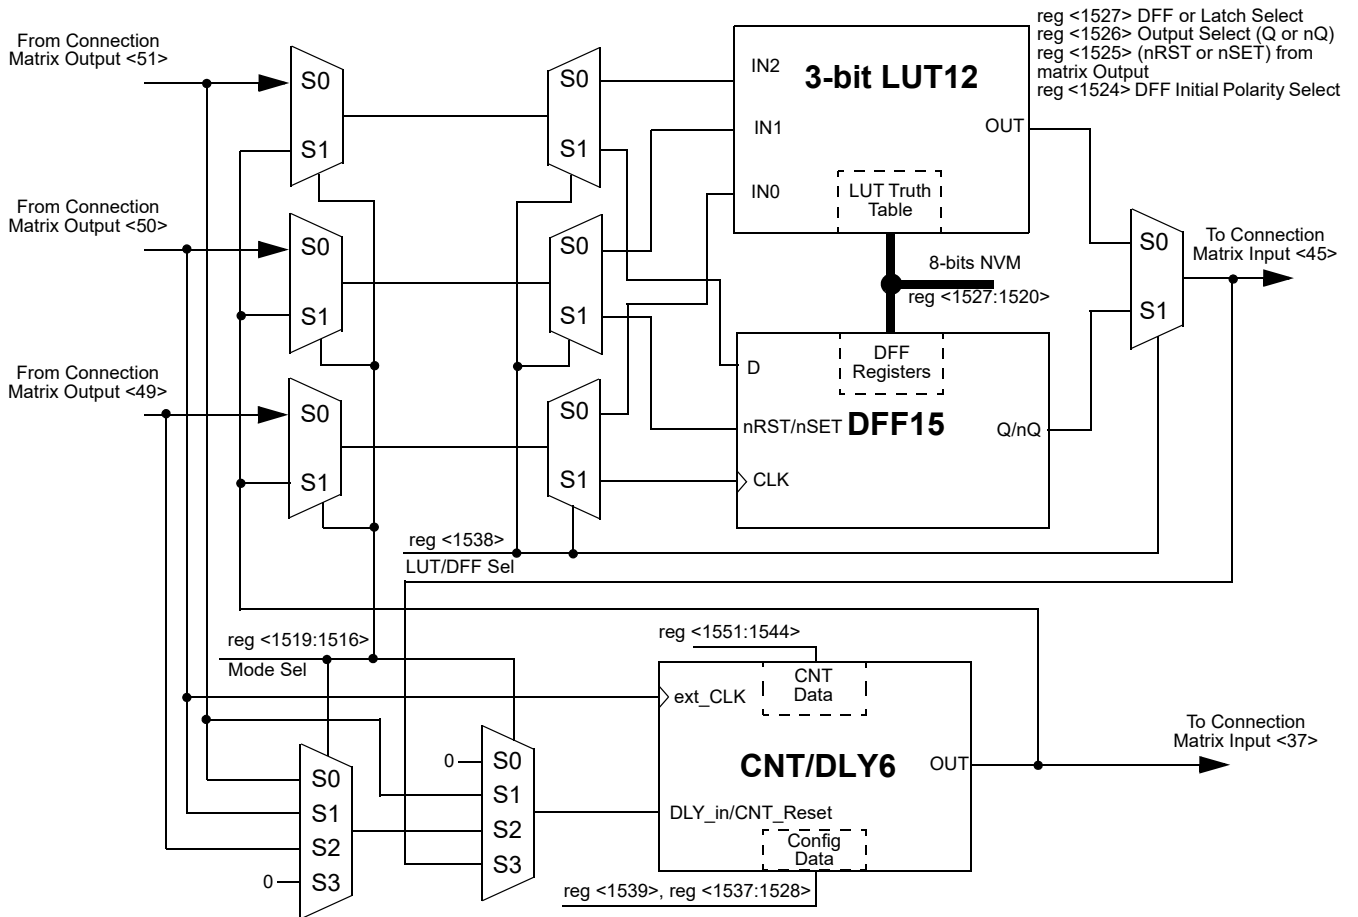 reg <1527> DFF or Latch Select
reg <1526> Output Select (Q or nQ)
reg <1525> (nRST or nSET) from
matrix Output
reg <1524> DFF Initial Polarity Select
From Connection
Matrix Output <51>
S0
S1
S0
S1
IN2
IN1
IN0
3-bit LUT12
OUT
LUT Truth
Table
From Connection
Matrix Output <50>
S0
S1
S0
S1
8-bits NVM
reg <1527:1520>
S0
S1
To Connection
Matrix Input <45>
From Connection
Matrix Output <49>
S0
S1
S0
S1
DFF
Registers
D
nRST/nSET
DFF15
Q/nQ
CLK
reg <1538>
LUT/DFF Sel
reg <1519:1516>
Mode Sel
reg <1551:1544>
CNT
Data
ext_CLK
CNT/DLY6
OUT
To Connection
Matrix Input <37>
0
S0
S1
S2
S3
S0
S1
S2
S3
0
DLY_in/CNT_Reset
Config
Data
reg <1539>, reg <1537:1528>